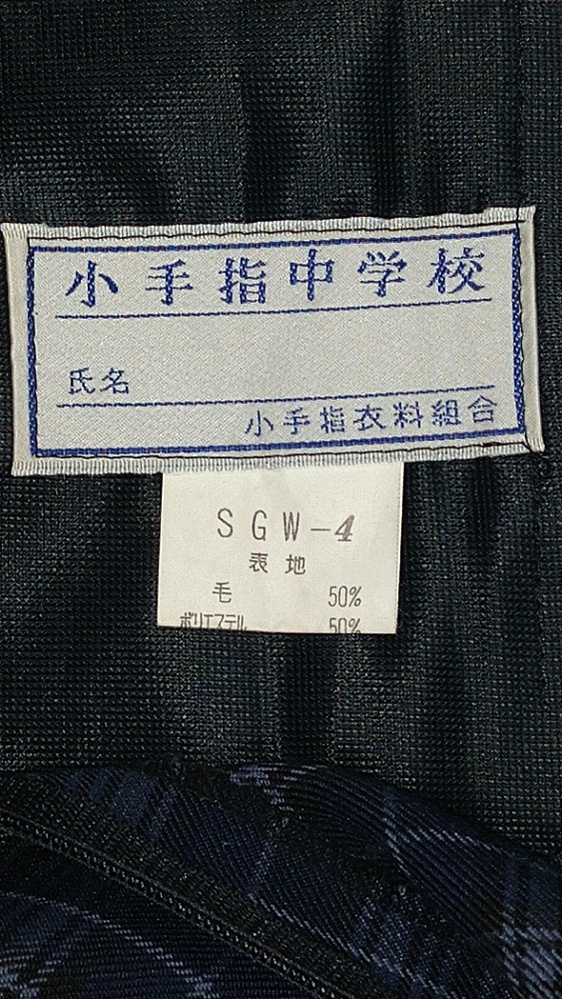 小手指中学校
氏名
小手指衣料組合
SGW-4
表地
毛 50%
ポリエステル 50%